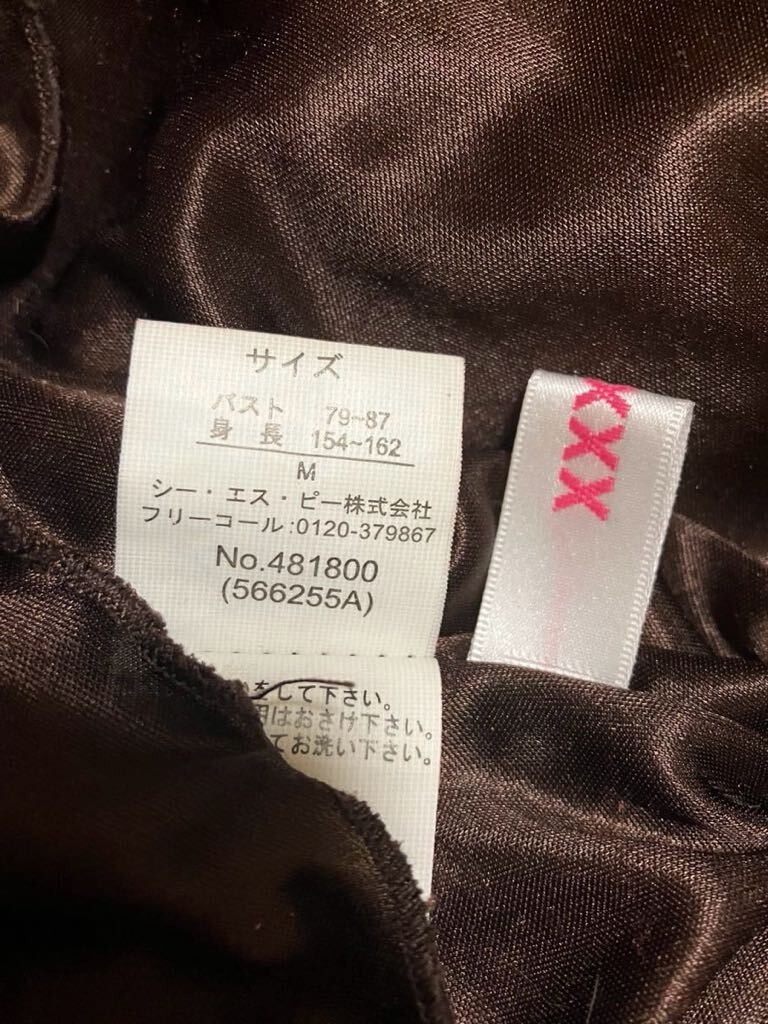 サイズ
バスト 79~87
身長 154~162
M
シー・エス・ピー株式会社
フリーコール:0120-379867
No.481800
(566255A)
をして下さい。
用はおさけ下さい。
てお洗い下さい。
XXX